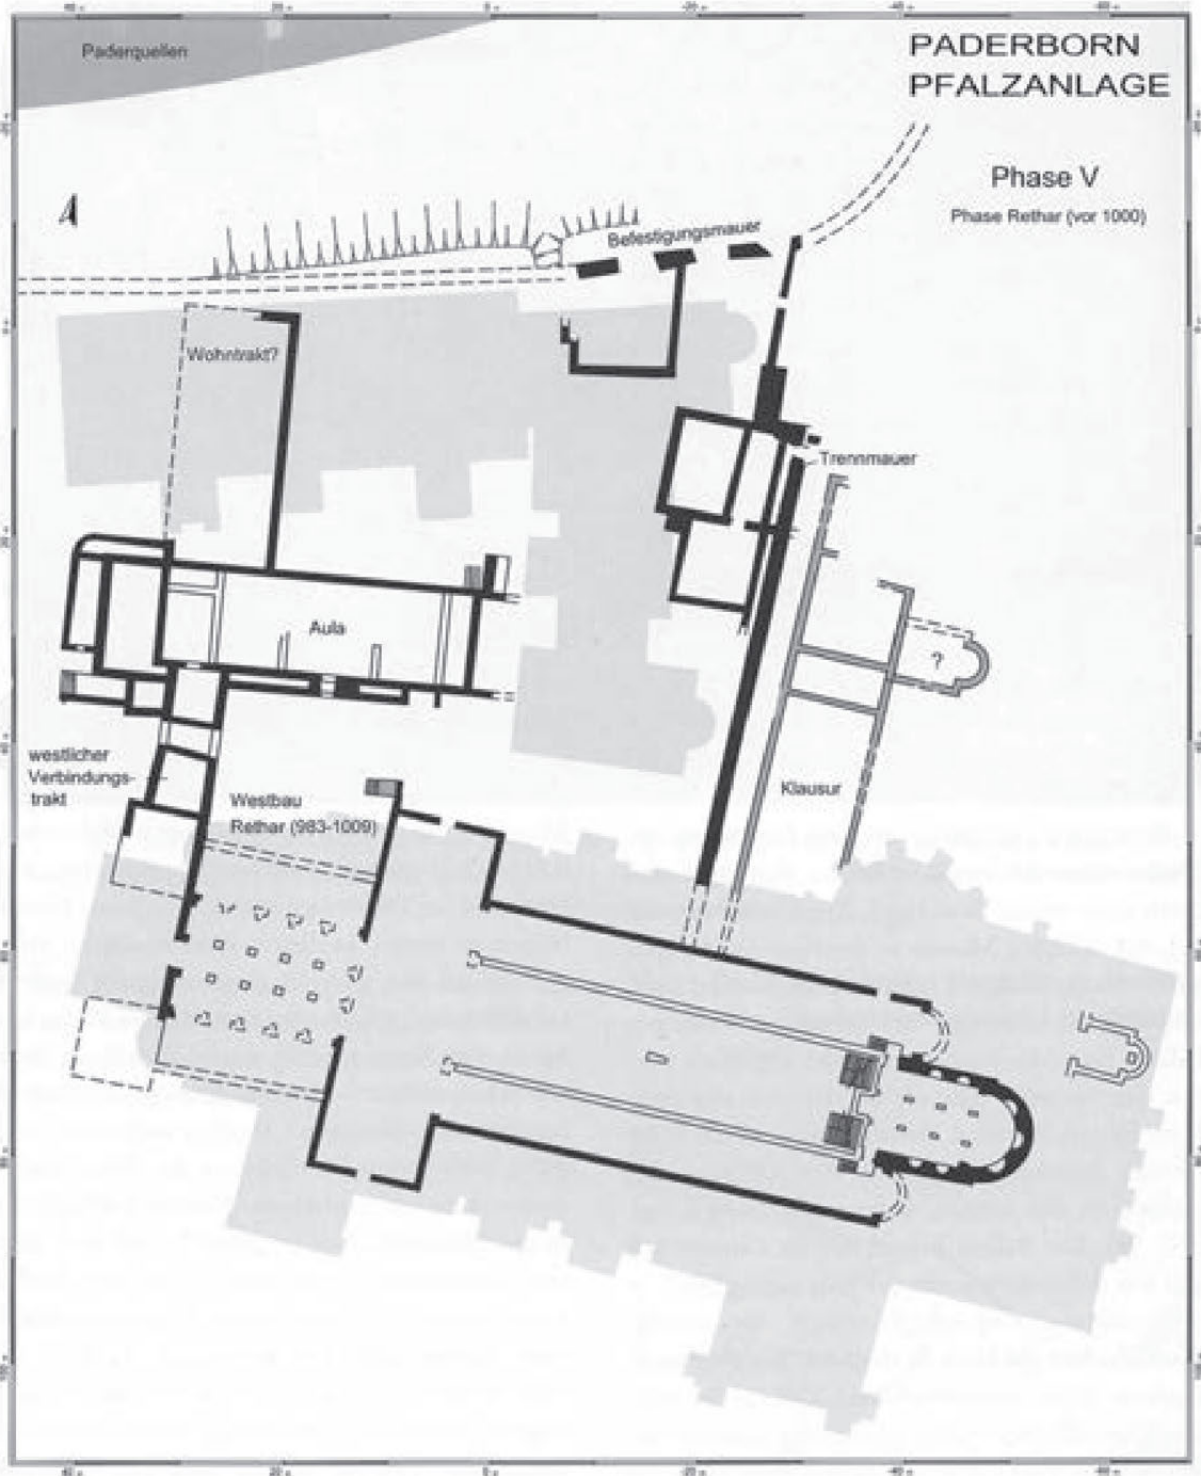 Paderquellen
PADERBORN
PFALZANLAGE
Phase V
Phase Rethar (vor 1000)
A
Befestigungsmauer
Wohntrakt?
Trennmauer
Aula
?
westlicher
Verbindungs-
trakt
Westbau
Rethar (983-1009)
Klausur